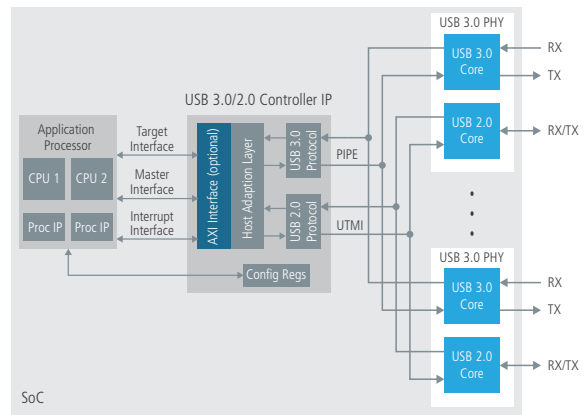 USB 3.0 PHY
USB 3.0
Core
RX
TX
USB 2.0
Core
RX/TX
USB 3.0/2.0 Controller IP
Application
Processor
CPU 1
CPU 2
Proc IP
Proc IP
Target
Interface
Master
Interface
Interrupt
Interface
AXI Interface (optional)
Host Adaption Layer
USB 3.0
Protocol
USB 2.0
Protocol
PIPE
UTMI
Config Regs
USB 3.0 PHY
USB 3.0
Core
RX
TX
USB 2.0
Core
RX/TX
SoC